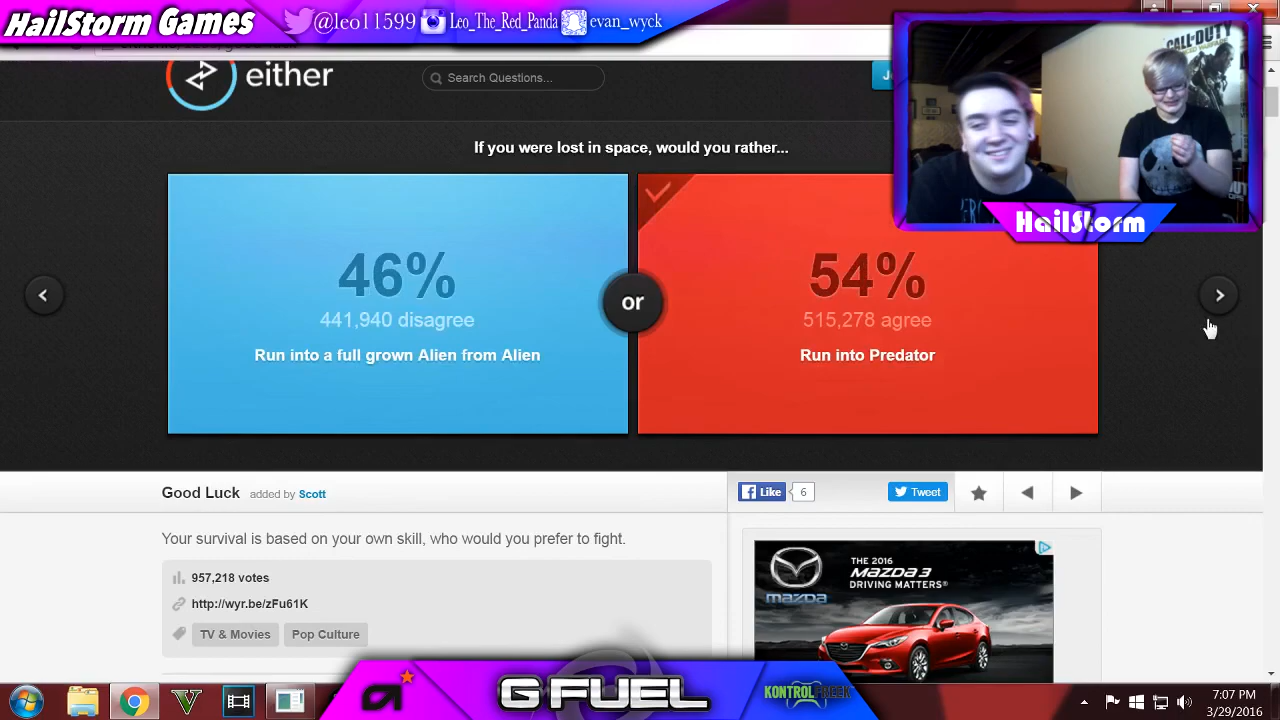 HailStorm Games
@leo11599
Leo_The_Red_Panda
evan_wyck
either
Search Questions...
CALL OF DUTY
If you were lost in space, would you rather...
HailStorm
46%
441,940 disagree
Run into a full grown Alien from Alien
or
54%
515,278 agree
Run into Predator
Good Luck added by Scott
Like 6
Tweet
Your survival is based on your own skill, who would you prefer to fight.
957,218 votes
http://wyr.be/zFu61K
TV & Movies
Pop Culture
THE 2016
MAZDA3
DRIVING MATTERS®
mazda
G FUEL
KONTROLFREEK
7:07 PM
3/29/2016